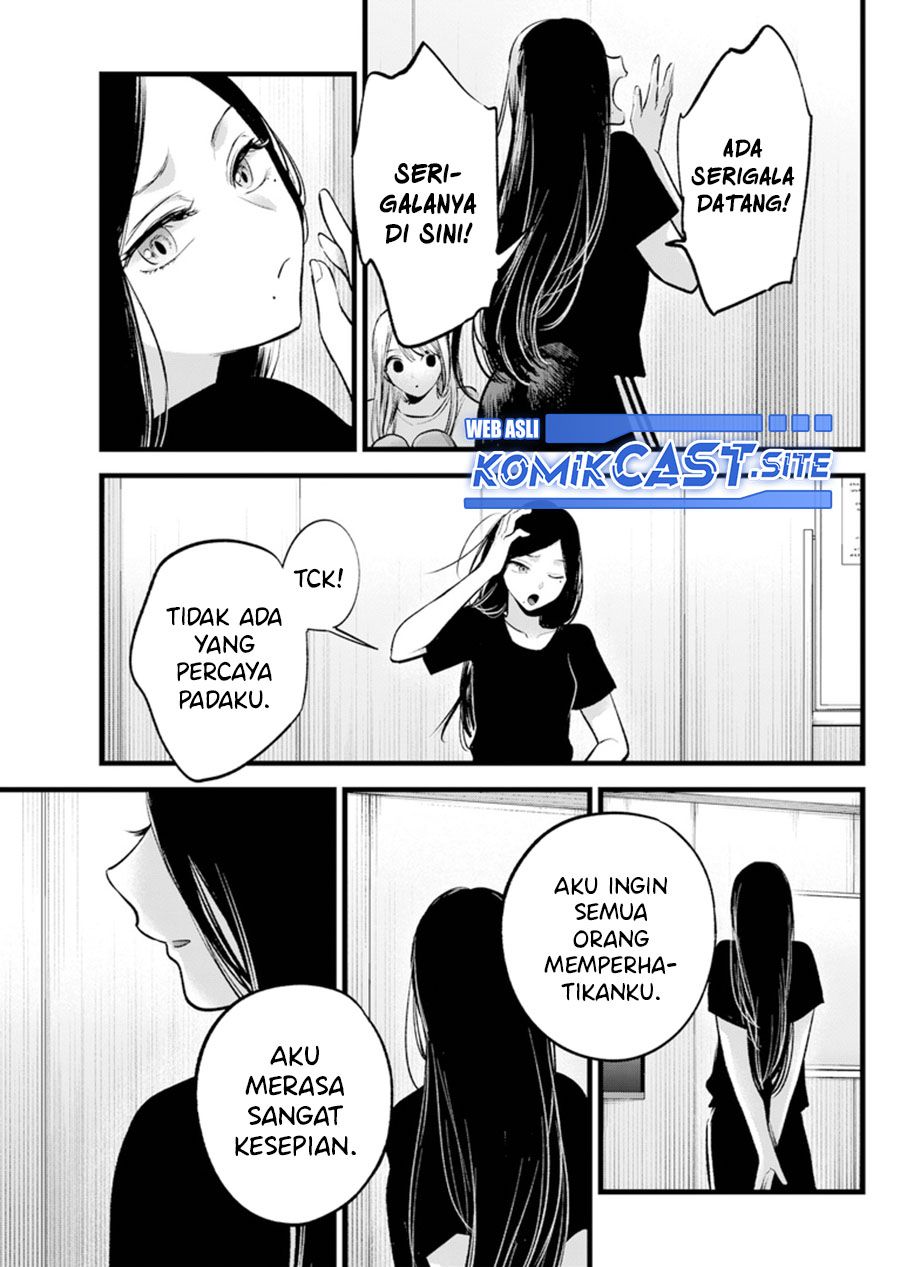 ADA
SERIGALA
DATANG!
SERI-
GALANYA
DI SINI!
WEB ASLI
KOMIKCAST.SITE
TCK!
TIDAK ADA
YANG
PERCAYA
PADAKU.
AKU INGIN
SEMUA
ORANG
MEMPERHA-
TIKANKU.
AKU
MERASA
SANGAT
KESEPIAN.